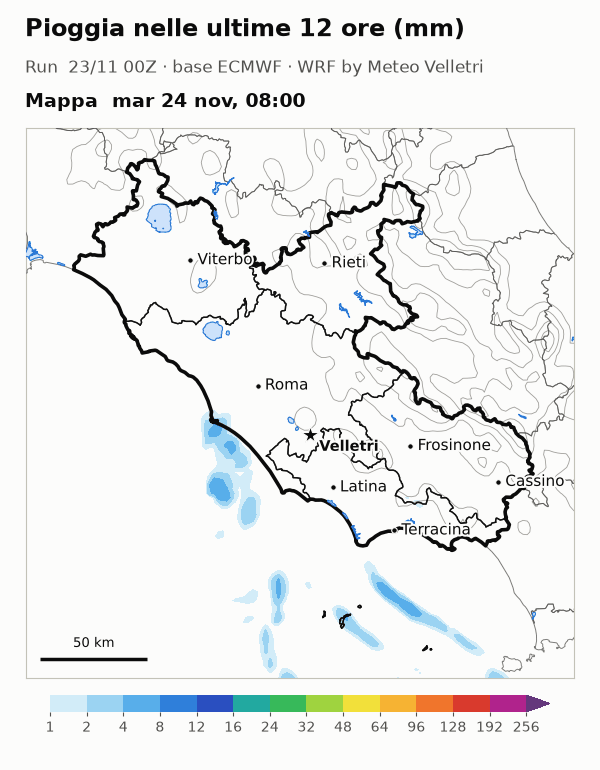 Pioggia nelle ultime 12 ore (mm)
Run  23/11 00Z · base ECMWF · WRF by Meteo Velletri
Mappa  mar 24 nov, 08:00
Viterbo
Rieti
Roma
Velletri
Frosinone
Latina
Cassino
Terracina
50 km
1 2 4 8 12 16 24 32 48 64 96 128 192 256